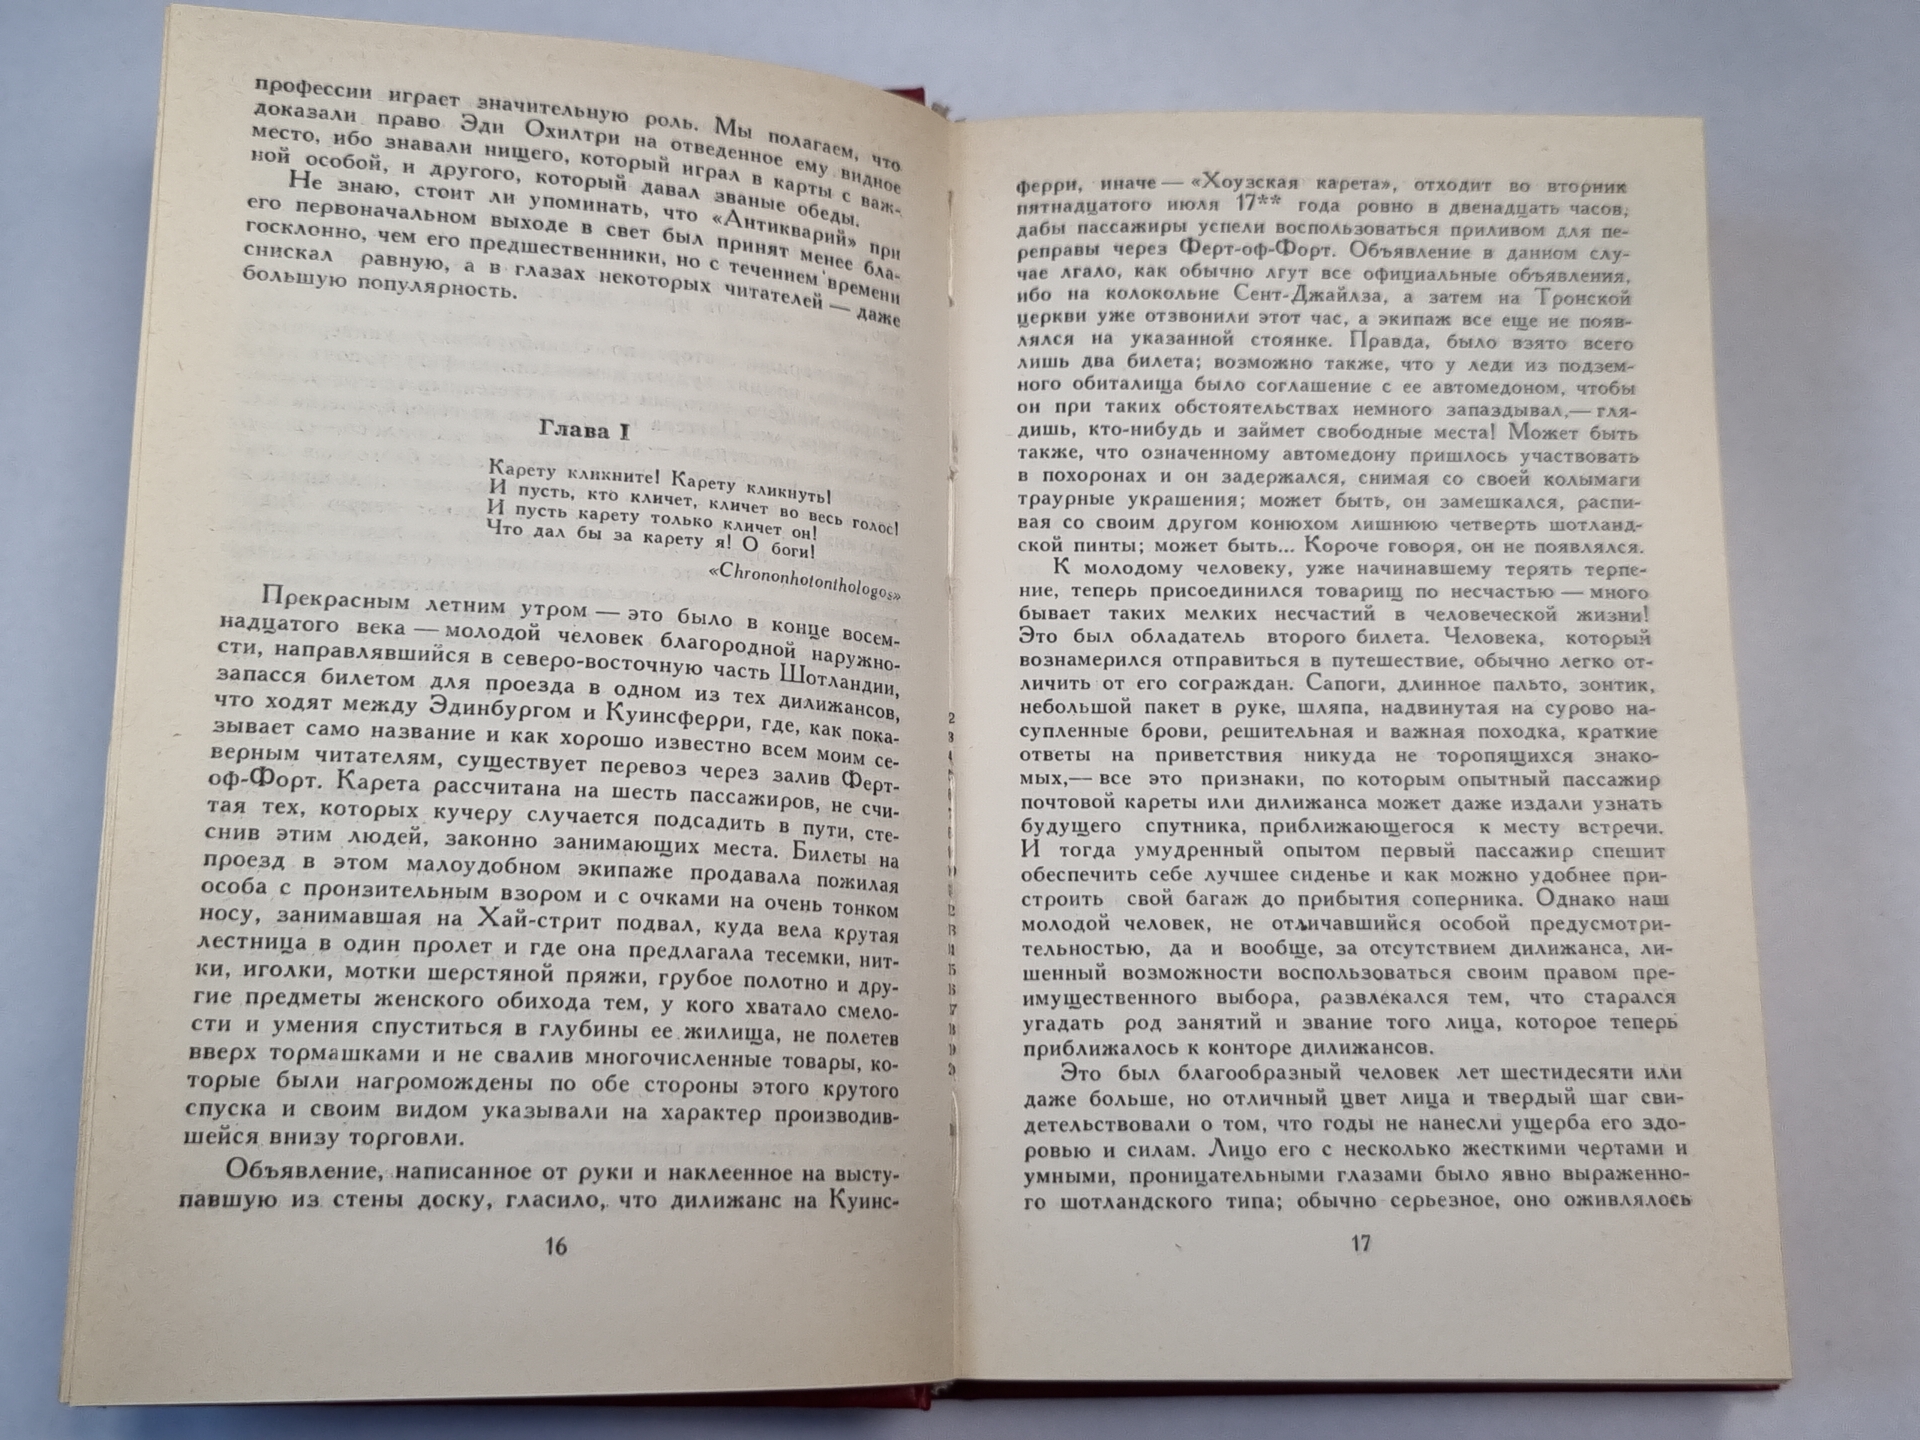 профессии играет значительную роль. Мы полагаем, что
доказали право Эди Охилтри на отведенное ему видное
место, ибо знавали нищего, который играл в карты с важ-
ной особой, и другого, который давал званые обеды.
Не знаю, стоит ли упоминать, что «Антикварий» при
его первоначальном выходе в свет был принят менее бла-
госклонно, чем его предшественники, но с течением времени
снискал равную, а в глазах некоторых читателей — даже
большую популярность.
Глава I
Карету кликните! Карету кликнуть!
И пусть, кто кличет, кличет во весь голос!
И пусть карету только кличет он!
Что дал бы за карету я! О боги!
«Chrononhotonthologos»
Прекрасным летним утром — это было в конце восем-
надцатого века — молодой человек благородной наружно-
сти, направлявшийся в северо-восточную часть Шотландии,
запасся билетом для проезда в одном из тех дилижансов,
что ходят между Эдинбургом и Куинсферри, где, как пока-
зывает само название и как хорошо известно всем моим се-
верным читателям, существует перевоз через залив Ферт-
оф-Форт. Карета рассчитана на шесть пассажиров, не счи-
тая тех, которых кучеру случается подсадить в пути, сте-
снив этим людей, законно занимающих места. Билеты на
проезд в этом малоудобном экипаже продавала пожилая
особа с пронзительным взором и с очками на очень тонком
носу, занимавшая на Хай-стрит подвал, куда вела крутая
лестница в один пролет и где она предлагала тесемки, нит-
ки, иголки, мотки шерстяной пряжи, грубое полотно и дру-
гие предметы женского обихода тем, у кого хватало смело-
сти и умения спуститься в глубины ее жилища, не полетев
вверх тормашками и не свалив многочисленные товары, ко-
торые были нагромождены по обе стороны этого крутого
спуска и своим видом указывали на характер производив-
шейся внизу торговли.
Объявление, написанное от руки и наклеенное на высту-
павшую из стены доску, гласило, что дилижанс на Куинс-
16
ферри, иначе — «Хоузская карета», отходит во вторник
пятнадцатого июля 17** года ровно в двенадцать часов,
дабы пассажиры успели воспользоваться приливом для пе-
реправы через Ферт-оф-Форт. Объявление в данном слу-
чае лгало, как обычно лгут все официальные объявления,
ибо на колокольне Сент-Джайлза, а затем на Тронской
церкви уже отзвонили этот час, а экипаж все еще не появ-
лялся на указанной стоянке. Правда, было взято всего
лишь два билета; возможно также, что у леди из подзем-
ного обиталища было соглашение с ее автомедоном, чтобы
он при таких обстоятельствах немного запаздывал,— гля-
дишь, кто-нибудь и займет свободные места! Может быть
также, что означенному автомедону пришлось участвовать
в похоронах и он задержался, снимая со своей колымаги
траурные украшения; может быть, он замешкался, распи-
вая со своим другом конюхом лишнюю четверть шотланд-
ской пинты; может быть... Короче говоря, он не появлялся.
К молодому человеку, уже начинавшему терять терпе-
ние, теперь присоединился товарищ по несчастью — много
бывает таких мелких несчастий в человеческой жизни!
Это был обладатель второго билета. Человека, который
вознамерился отправиться в путешествие, обычно легко от-
личить от его сограждан. Сапоги, длинное пальто, зонтик,
небольшой пакет в руке, шляпа, надвинутая на сурово на-
супленные брови, решительная и важная походка, краткие
ответы на приветствия никуда не торопящихся знако-
мых,— все это признаки, по которым опытный пассажир
почтовой кареты или дилижанса может даже издали узнать
будущего спутника, приближающегося к месту встречи.
И тогда умудренный опытом первый пассажир спешит
обеспечить себе лучшее сиденье и как можно удобнее при-
строить свой багаж до прибытия соперника. Однако наш
молодой человек, не отличавшийся особой предусмотри-
тельностью, да и вообще, за отсутствием дилижанса, ли-
шенный возможности воспользоваться своим правом пре-
имущественного выбора, развлекался тем, что старался
угадать род занятий и звание того лица, которое теперь
приближалось к конторе дилижансов.
Это был благообразный человек лет шестидесяти или
даже больше, но отличный цвет лица и твердый шаг сви-
детельствовали о том, что годы не нанесли ущерба его здо-
ровью и силам. Лицо его с несколько жесткими чертами и
умными, проницательными глазами было явно выраженно-
го шотландского типа; обычно серьезное, оно оживлялось
17